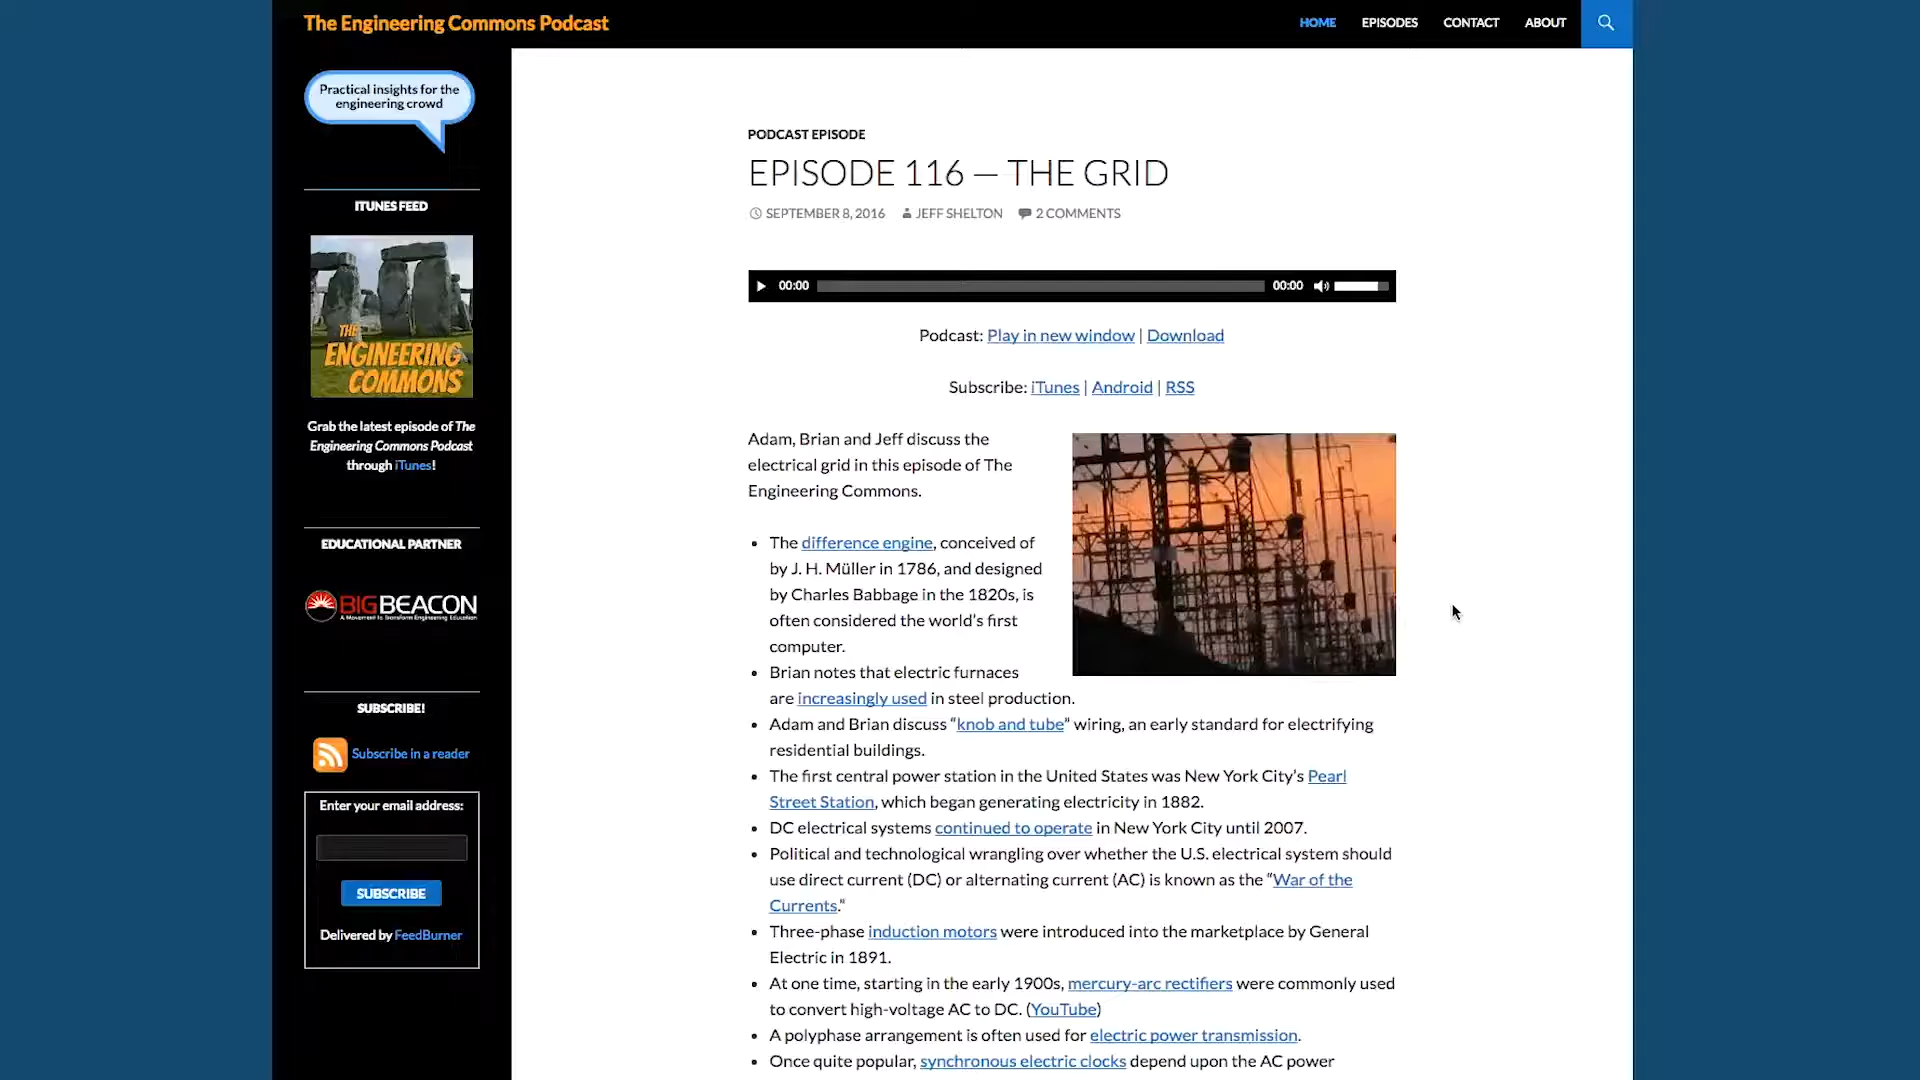 The Engineering Commons Podcast
HOME EPISODES CONTACT ABOUT
Practical insights for the
engineering crowd
ITUNES FEED
THE
ENGINEERING
COMMONS
Grab the latest episode of The
Engineering Commons Podcast
through iTunes!
EDUCATIONAL PARTNER
BIGBEACON
A Movement to Transform Engineering Education
SUBSCRIBE!
Subscribe in a reader
Enter your email address:
SUBSCRIBE
Delivered by FeedBurner
PODCAST EPISODE
EPISODE 116 — THE GRID
SEPTEMBER 8, 2016 JEFF SHELTON 2 COMMENTS
00:00 00:00
Podcast: Play in new window | Download
Subscribe: iTunes | Android | RSS
Adam, Brian and Jeff discuss the
electrical grid in this episode of The
Engineering Commons.
• The difference engine, conceived of
by J. H. Müller in 1786, and designed
by Charles Babbage in the 1820s, is
often considered the world’s first
computer.
• Brian notes that electric furnaces
are increasingly used in steel production.
• Adam and Brian discuss “knob and tube” wiring, an early standard for electrifying
residential buildings.
• The first central power station in the United States was New York City’s Pearl
Street Station, which began generating electricity in 1882.
• DC electrical systems continued to operate in New York City until 2007.
• Political and technological wrangling over whether the U.S. electrical system should
use direct current (DC) or alternating current (AC) is known as the “War of the
Currents.“
• Three-phase induction motors were introduced into the marketplace by General
Electric in 1891.
• At one time, starting in the early 1900s, mercury-arc rectifiers were commonly used
to convert high-voltage AC to DC. (YouTube)
• A polyphase arrangement is often used for electric power transmission.
• Once quite popular, synchronous electric clocks depend upon the AC power